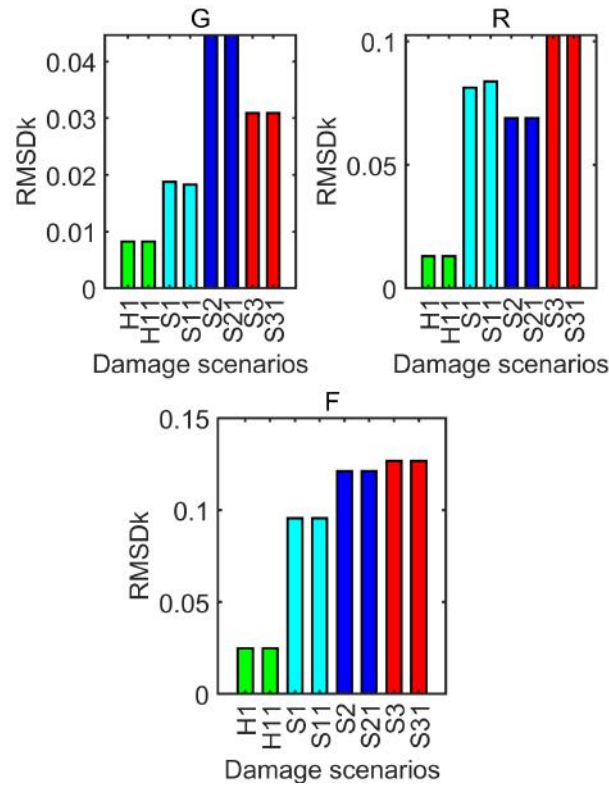 G
RMSDk
0.04
0.03
0.02
0.01
0
H1
H11
S1
S11
S2
S21
S3
S31
Damage scenarios
R
RMSDk
0.1
0.05
0
H1
H11
S1
S11
S2
S21
S3
S31
Damage scenarios
F
RMSDk
0.15
0.1
0.05
0
H1
H11
S1
S11
S2
S21
S3
S31
Damage scenarios